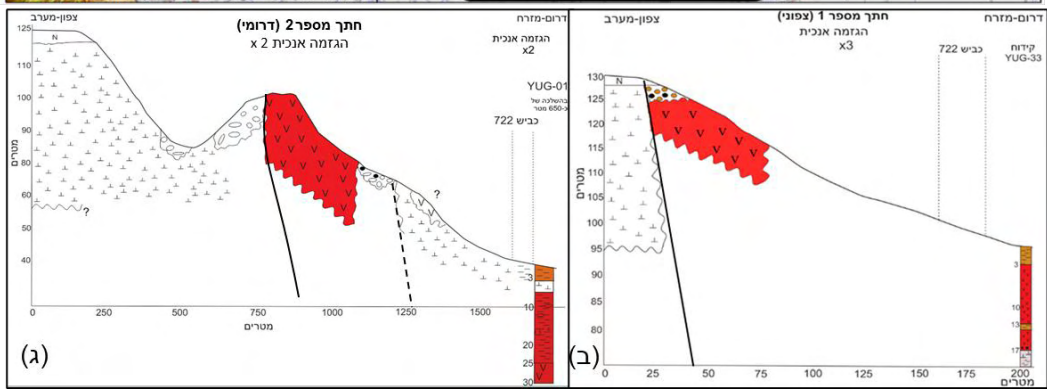 צפון-מערב
חתך מספר 2 (דרומי)
הגזמה אנכית x 2
דרום-מזרח
הגזמה אנכית
x2
YUG-01
בהשלכה של
כ-650 מטר
כביש 722
N
?
?
מטרים
125
110
100
90
80
70
60
50
40
3
10
20
25
30
0
250
500
750
1000
1250
1500
מטרים
(ג)
צפון-מערב
חתך מספר 1 (צפוני)
הגזמה אנכית
x3
דרום-מזרח
קידוח
YUG-33
כביש 722
N
מטרים
130
125
120
115
110
105
100
95
90
85
80
3
10
13
17
0
25
50
75
100
125
150
175
200
מטרים
(ב)